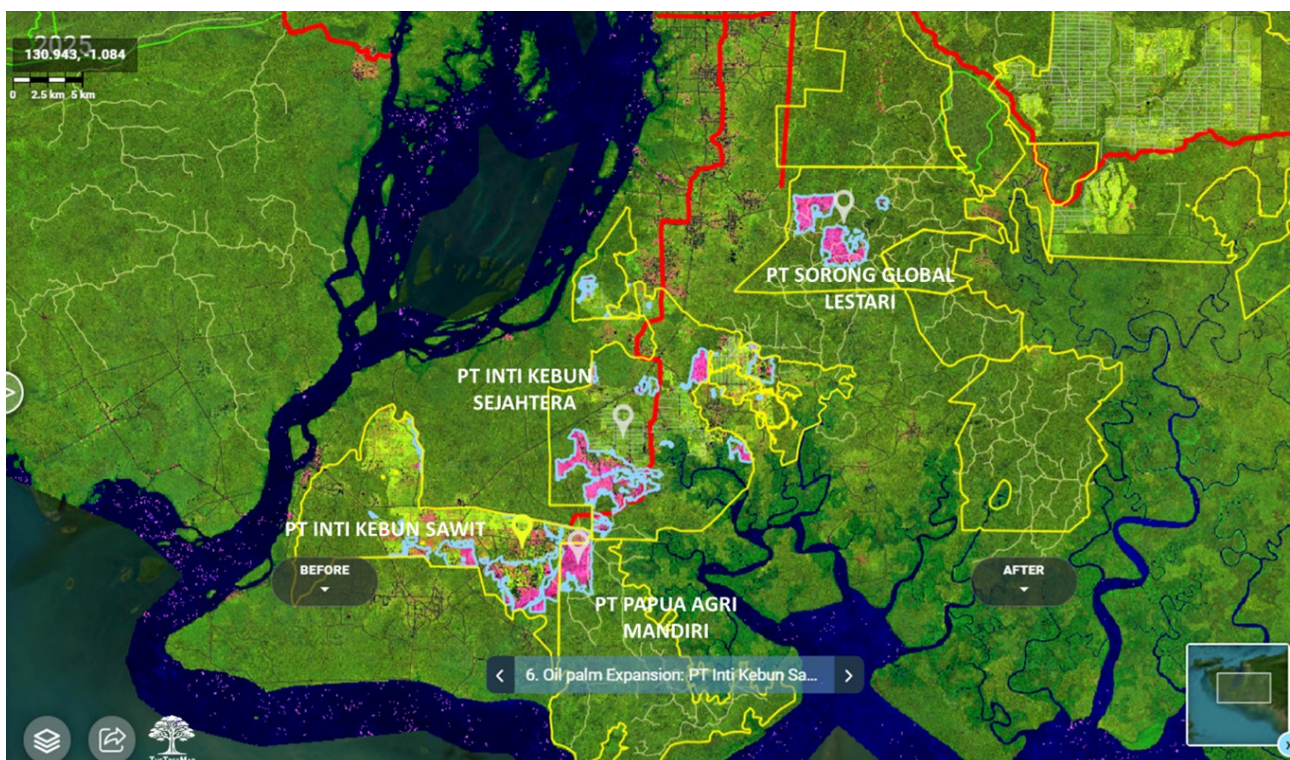 2025
130.943, -1.084
0 2.5 km 5 km
PT SORONG GLOBAL
LESTARI
PT INTI KEBUN
SEJAHTERA
PT INTI KEBUN SAWIT
BEFORE
AFTER
PT PAPUA AGRI
MANDIRI
6. Oil palm Expansion: PT Inti Kebun Sa...
TheTreeMap